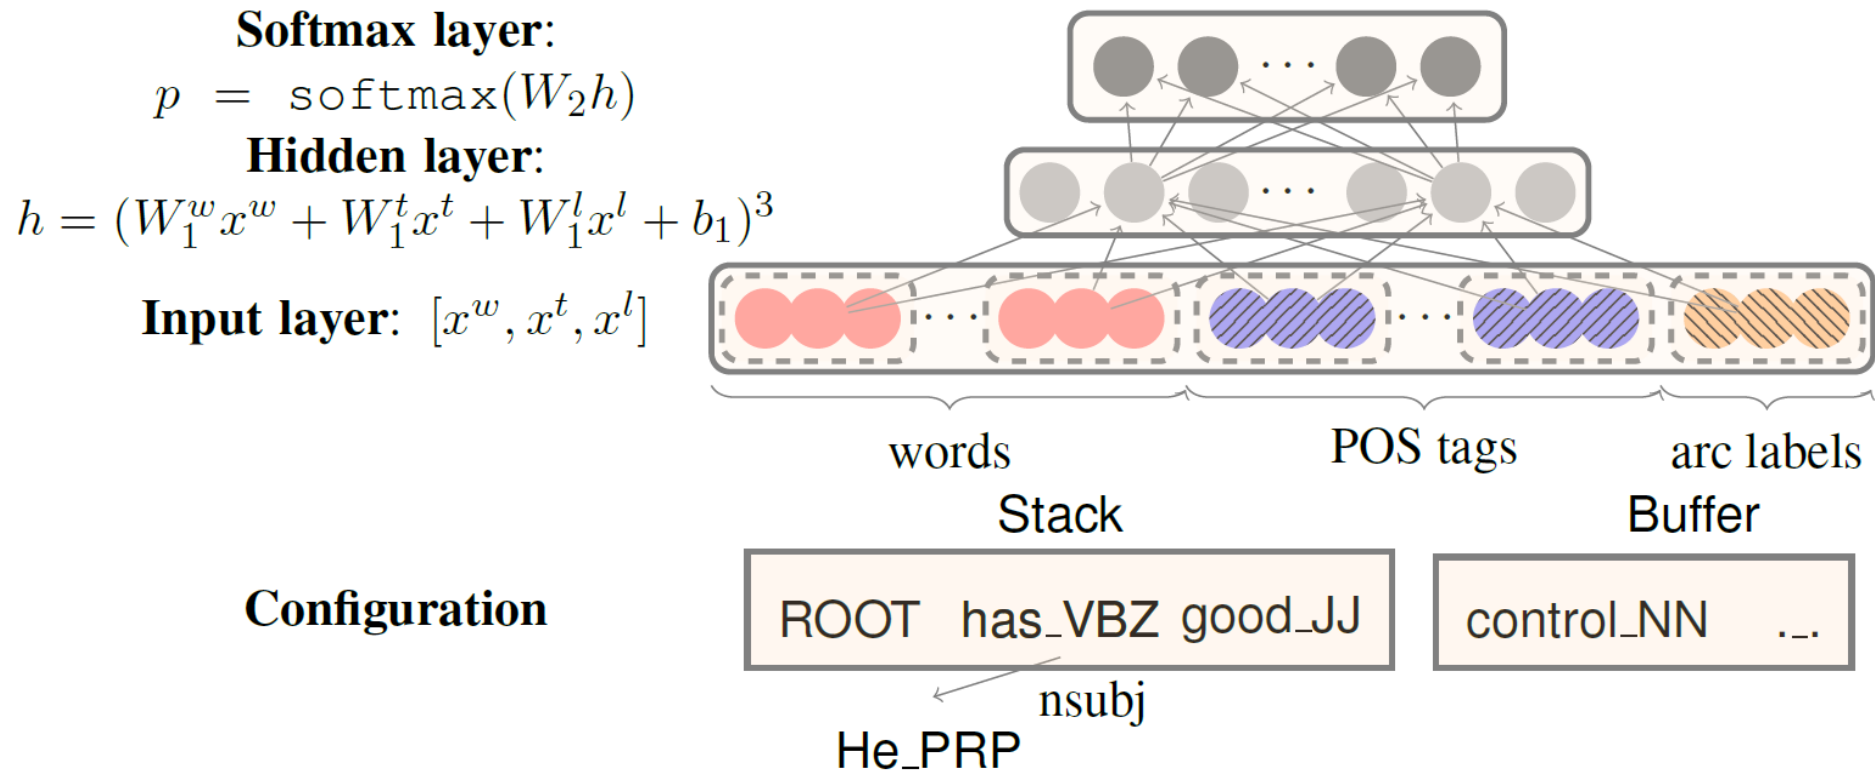 Softmax layer:
p = softmax(W₂h)
Hidden layer:
h = (W₁ʷxʷ + W₁ᵗxᵗ + W₁ˡxˡ + b₁)³
Input layer: [xʷ, xᵗ, xˡ]
···
···
···
···
words
POS tags
arc labels
Stack
Buffer
Configuration
ROOT has_VBZ good_JJ
control_NN ._.
nsubj
He_PRP